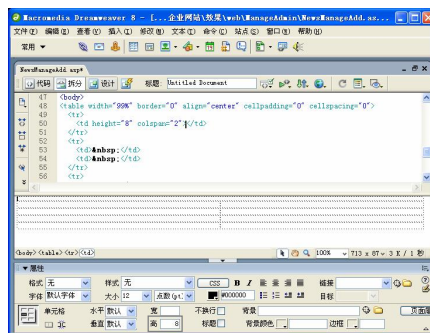 Macromedia Dreamweaver 8 - [...企业网站\效果\web\ManageAdmin\NewsManageAdd.as...
文件(F) 编辑(E) 查看(V) 插入(I) 修改(M) 文本(T) 命令(C) 站点(S) 窗口(W) 帮助(H)
常用
NewsManageAdd.asp*
代码 拆分 设计 标题: Untitled Document
47 <body>
48 <table width="99%" border="0" align="center" cellpadding="0" cellspacing="0">
49 <tr>
50 <td height="8" colspan="2"></td>
51 </tr>
52 <tr>
53 <td>&nbsp;</td>
54 <td>&nbsp;</td>
55 </tr>
56 <tr>
<body> <table> <tr> <td> 100% 713 x 87 3 K / 1 秒
属性
格式 无 样式 无 CSS B I 链接
字体 默认字体 大小 12 点数(pt) #000000 目标
单元格 水平 默认 宽 不换行 背景 页面属
垂直 默认 高 8 标题 背景颜色 边框